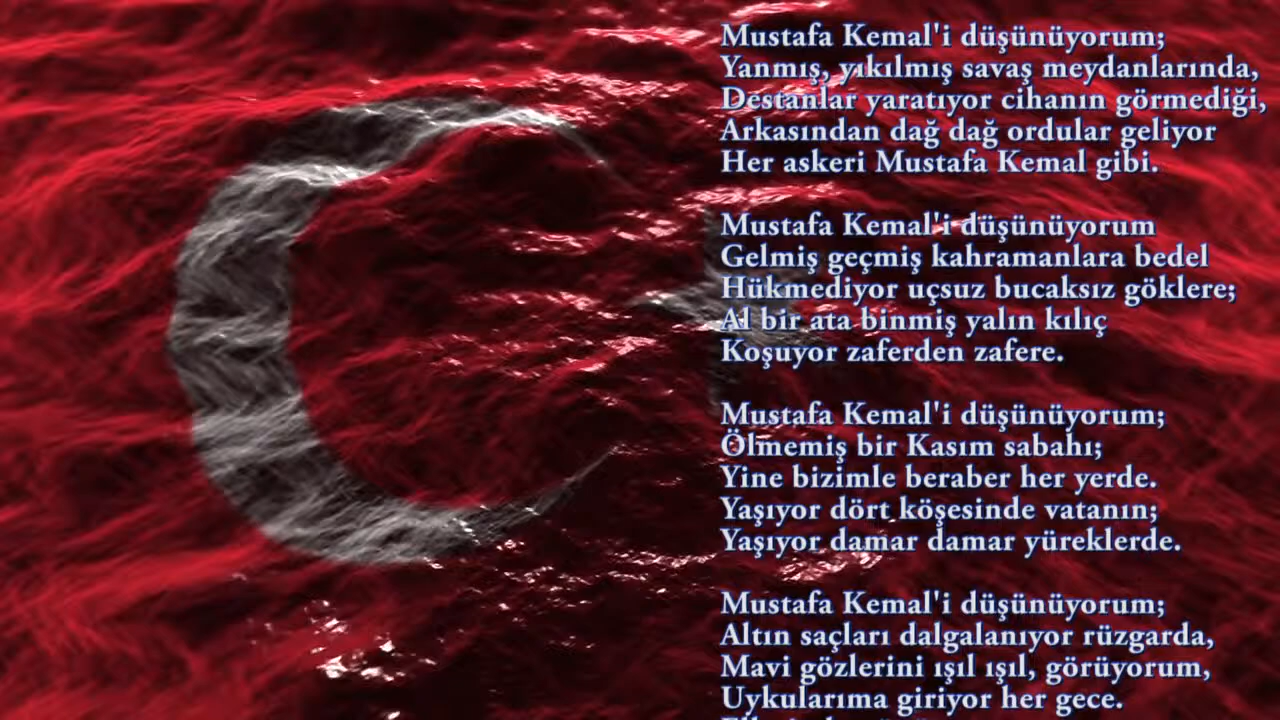 Mustafa Kemal'i düşünüyorum;
Yanmış, yıkılmış savaş meydanlarında,
Destanlar yaratıyor cihanın görmediği,
Arkasından dağ dağ ordular geliyor
Her askeri Mustafa Kemal gibi.
Mustafa Kemal'i düşünüyorum
Gelmiş geçmiş kahramanlara bedel
Hükmediyor uçsuz bucaksız göklere;
Al bir ata binmiş yalın kılıç
Koşuyor zaferden zafere.
Mustafa Kemal'i düşünüyorum;
Ölmemiş bir Kasım sabahı;
Yine bizimle beraber her yerde.
Yaşıyor dört köşesinde vatanın;
Yaşıyor damar damar yüreklerde.
Mustafa Kemal'i düşünüyorum;
Altın saçları dalgalanıyor rüzgarda,
Mavi gözlerini ışıl ışıl, görüyorum,
Uykularıma giriyor her gece.